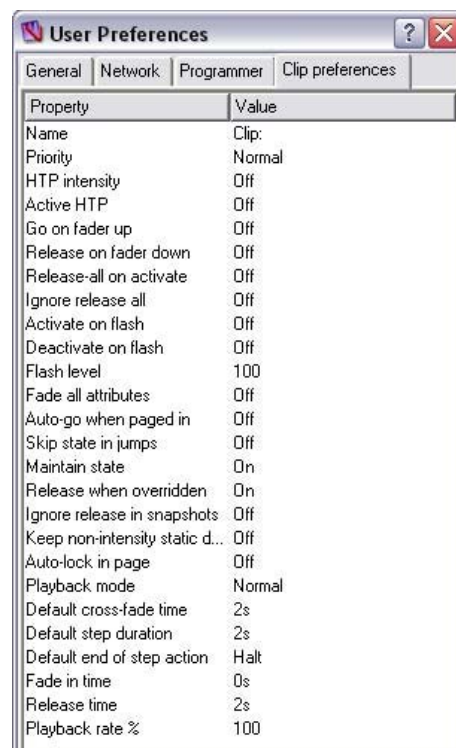 User Preferences
General Network Programmer Clip preferences
Property Value
Name Clip:
Priority Normal
HTP intensity Off
Active HTP Off
Go on fader up Off
Release on fader down Off
Release-all on activate Off
Ignore release all Off
Activate on flash Off
Deactivate on flash Off
Flash level 100
Fade all attributes Off
Auto-go when paged in Off
Skip state in jumps Off
Maintain state On
Release when overridden On
Ignore release in snapshots Off
Keep non-intensity static d... Off
Auto-lock in page Off
Playback mode Normal
Default cross-fade time 2s
Default step duration 2s
Default end of step action Halt
Fade in time 0s
Release time 2s
Playback rate % 100